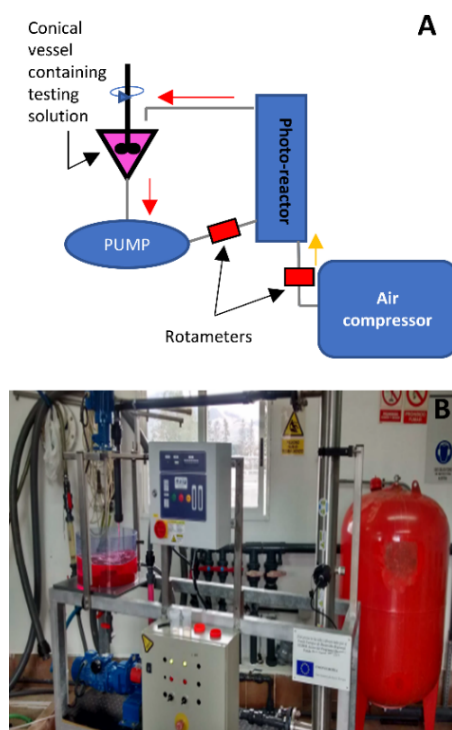 A
Conical
vessel
containing
testing
solution
Photo-reactor
PUMP
Rotameters
Air
compressor
B